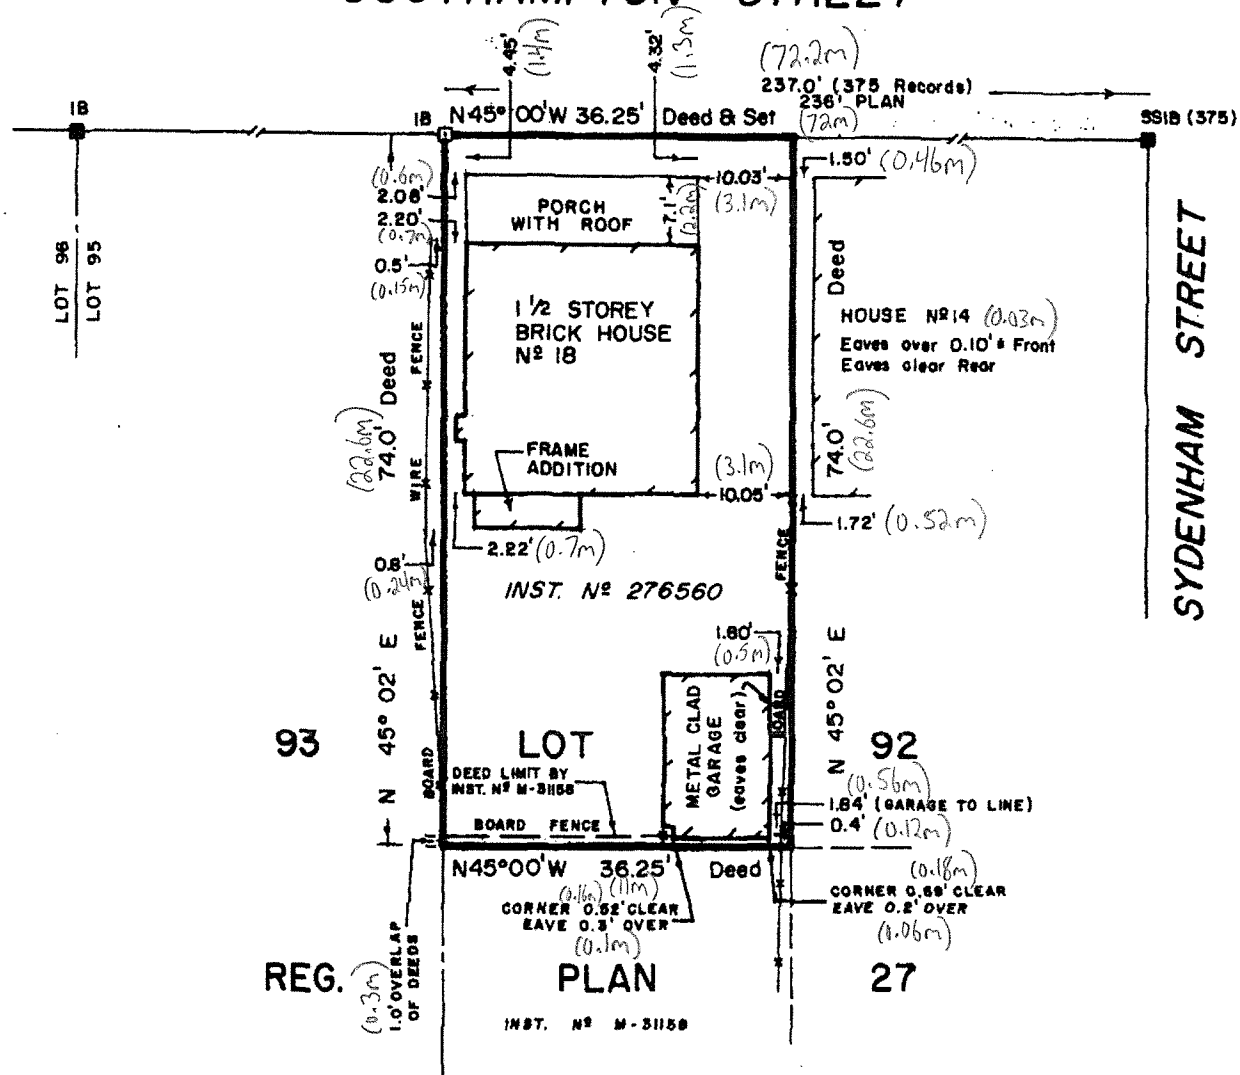 SOUTHAMPTON STREET
4.45'
(1.4m)
4.32'
(1.3m)
(72.2m)
237.0' (375 Records)
236' PLAN
(72m)
IB
IB
N45°00'W 36.25' Deed & Set
SSIB (375)
1.50' (0.46m)
(0.6m)
2.20'
(0.7m)
0.5'
(0.15m)
PORCH
WITH ROOF
7.1'
(2.2m)
10.03'
(3.1m)
LOT 96
LOT 95
1 1/2 STOREY
BRICK HOUSE
Nº 18
Deed
HOUSE Nº 14 (0.03m)
Eaves over 0.10'± Front
Eaves clear Rear
SYDENHAM STREET
FENCE
WIRE
74.0' Deed
(22.6m)
74.0'
(22.6m)
FRAME
ADDITION
(3.1m)
10.05'
1.72' (0.52m)
2.22' (0.7m)
0.8'
(0.24m)
FENCE
INST. Nº 276560
FENCE
1.80'
(0.5m)
N 45° 02' E
N 45° 02' E
METAL CLAD
GARAGE
(eaves clear)
BOARD
93
LOT
92
BOARD
DEED LIMIT BY
INST. Nº M-31158
BOARD FENCE
(0.56m)
1.84' (GARAGE TO LINE)
0.4' (0.12m)
N45°00'W 36.25' Deed
(0.16m) (11m)
CORNER 0.52' CLEAR
EAVE 0.3' OVER
(0.1m)
(0.18m)
CORNER 0.59' CLEAR
EAVE 0.2' OVER
(0.06m)
1.0' OVERLAP
OF DEEDS
(0.3m)
REG. PLAN 27
INST. Nº M-31158